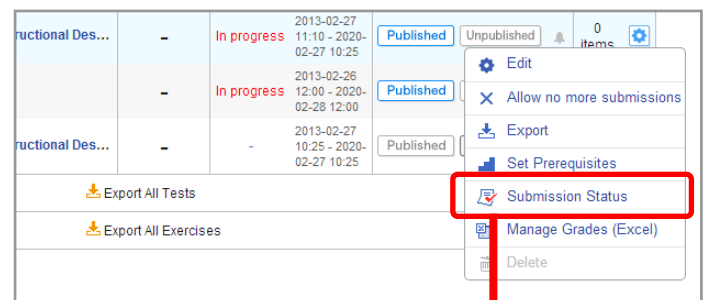 ructional Des...
-
In progress
2013-02-27
11:10 - 2020-
02-27 10:25
Published
Unpublished
0
items
-
In progress
2013-02-26
12:00 - 2020-
02-28 12:00
Published
ructional Des...
-
-
2013-02-27
10:25 - 2020-
02-27 10:25
Published
Edit
Allow no more submissions
Export
Set Prerequisites
Submission Status
Manage Grades (Excel)
Delete
Export All Tests
Export All Exercises